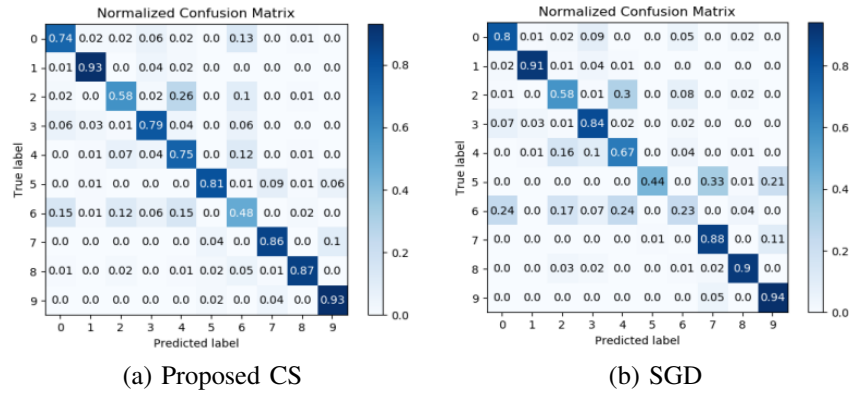 Normalized Confusion Matrix
0 0.74 0.02 0.02 0.06 0.02 0.0 0.13 0.0 0.01 0.0
1 0.01 0.93 0.0 0.04 0.02 0.0 0.0 0.0 0.0 0.0
2 0.02 0.0 0.58 0.02 0.26 0.0 0.1 0.0 0.0 0.0
3 0.06 0.03 0.01 0.79 0.04 0.0 0.06 0.0 0.0 0.0
4 0.0 0.01 0.07 0.04 0.75 0.0 0.12 0.0 0.0 0.0
5 0.0 0.01 0.0 0.0 0.0 0.81 0.01 0.09 0.01 0.06
6 0.15 0.01 0.12 0.06 0.15 0.0 0.48 0.0 0.02 0.0
7 0.0 0.0 0.0 0.0 0.0 0.04 0.0 0.86 0.0 0.1
8 0.01 0.0 0.02 0.01 0.01 0.02 0.05 0.01 0.87 0.0
9 0.0 0.0 0.0 0.0 0.0 0.02 0.0 0.04 0.0 0.93
0 1 2 3 4 5 6 7 8 9
True label
Predicted label
0.8
0.6
0.4
0.2
0.0
(a) Proposed CS
Normalized Confusion Matrix
0 0.8 0.01 0.02 0.09 0.0 0.0 0.05 0.0 0.02 0.0
1 0.02 0.91 0.01 0.04 0.01 0.0 0.0 0.0 0.0 0.0
2 0.01 0.0 0.58 0.01 0.3 0.0 0.08 0.0 0.02 0.0
3 0.07 0.03 0.01 0.84 0.02 0.0 0.02 0.0 0.0 0.0
4 0.0 0.0 0.16 0.1 0.67 0.0 0.04 0.0 0.01 0.0
5 0.0 0.0 0.0 0.0 0.0 0.44 0.0 0.33 0.01 0.21
6 0.24 0.0 0.17 0.07 0.24 0.0 0.23 0.0 0.04 0.0
7 0.0 0.0 0.0 0.0 0.0 0.01 0.0 0.88 0.0 0.11
8 0.0 0.0 0.03 0.02 0.0 0.0 0.01 0.02 0.9 0.0
9 0.0 0.0 0.0 0.0 0.0 0.0 0.0 0.05 0.0 0.94
0 1 2 3 4 5 6 7 8 9
True label
Predicted label
0.8
0.6
0.4
0.2
0.0
(b) SGD